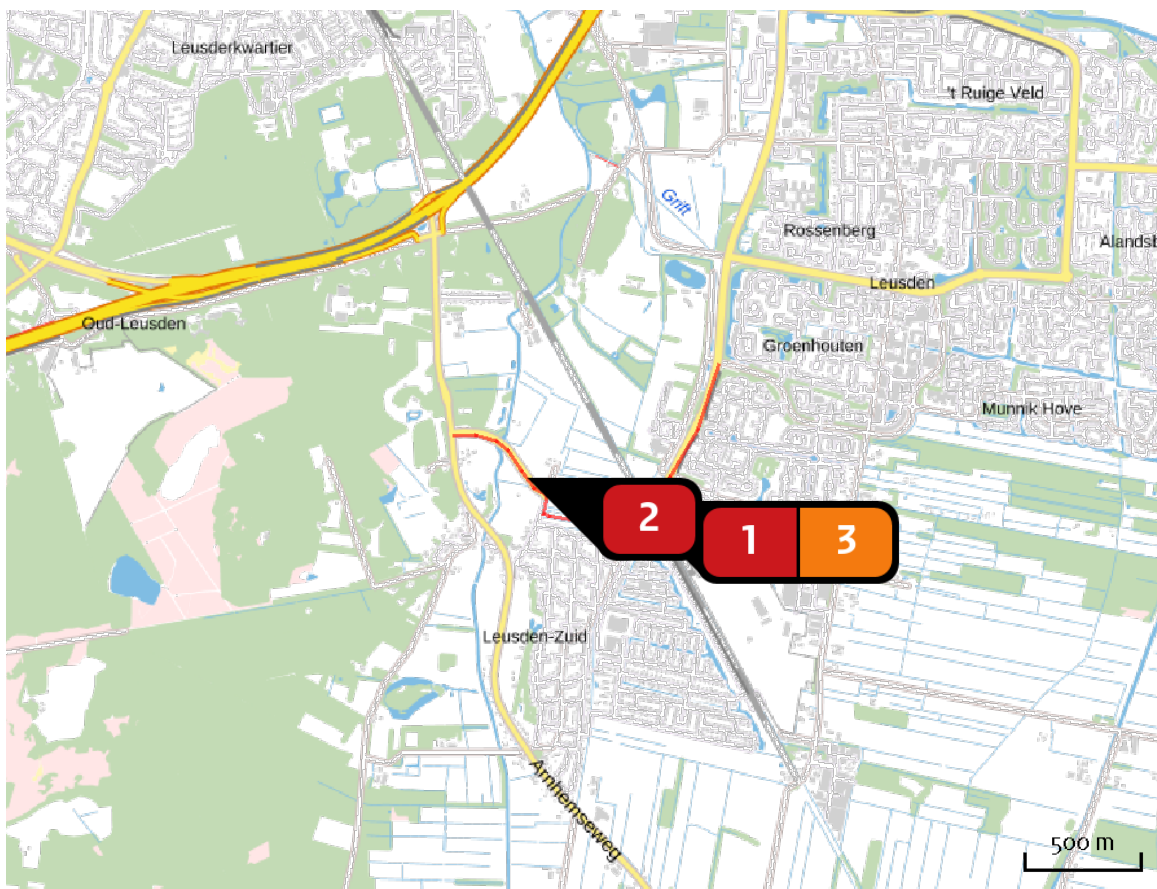 Leusderkwartier
't Ruige Veld
Grift
Rossenberg
Alandsb
Leusden
Oud-Leusden
Groenhouten
Munnik Hove
2
1
3
Leusden-Zuid
Arnhemseweg
500 m